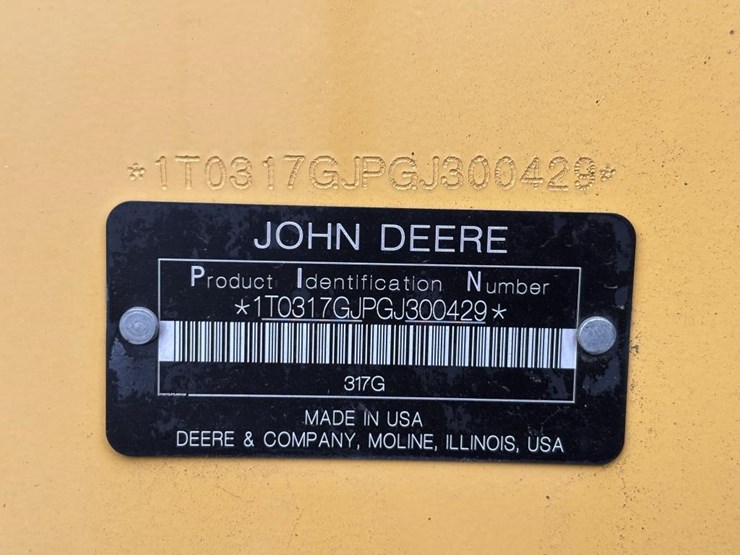 *1T0317GJPGJ300429*
JOHN DEERE
Product Identification Number
*1T0317GJPGJ300429*
317G
MADE IN USA
DEERE & COMPANY, MOLINE, ILLINOIS, USA